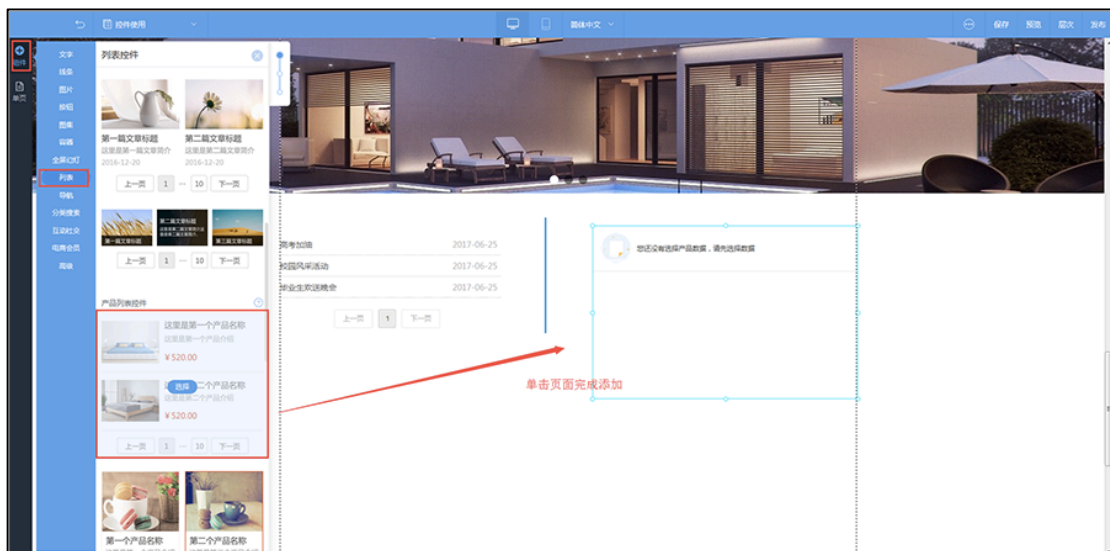 控件使用
简体中文
保存
预览
层次
发布
控件
单页
文字
线条
图片
按钮
图集
容器
全屏幻灯
列表
导航
分类搜索
互动社交
电商会员
高级
列表控件
第一篇文章标题
第二篇文章标题
这里是第一篇文章简介
这里是第二篇文章简介
2016-12-20
2016-12-20
上一页 1 ··· 10 下一页
第一篇文章标题
第二篇文章标题
第三篇文章标题
上一页 1 ··· 10 下一页
产品列表控件
这里是第一个产品名称
这里是第一个产品介绍
¥520.00
选择
二个产品名称
这里是第二个产品介绍
¥520.00
上一页 1 ··· 10 下一页
第一个产品名称
第二个产品名称
高考加油 2017-06-25
校园风采活动 2017-06-25
毕业生欢送晚会 2017-06-25
上一页 1 下一页
您还没有选择产品数据，请先选择数据
单击页面完成添加